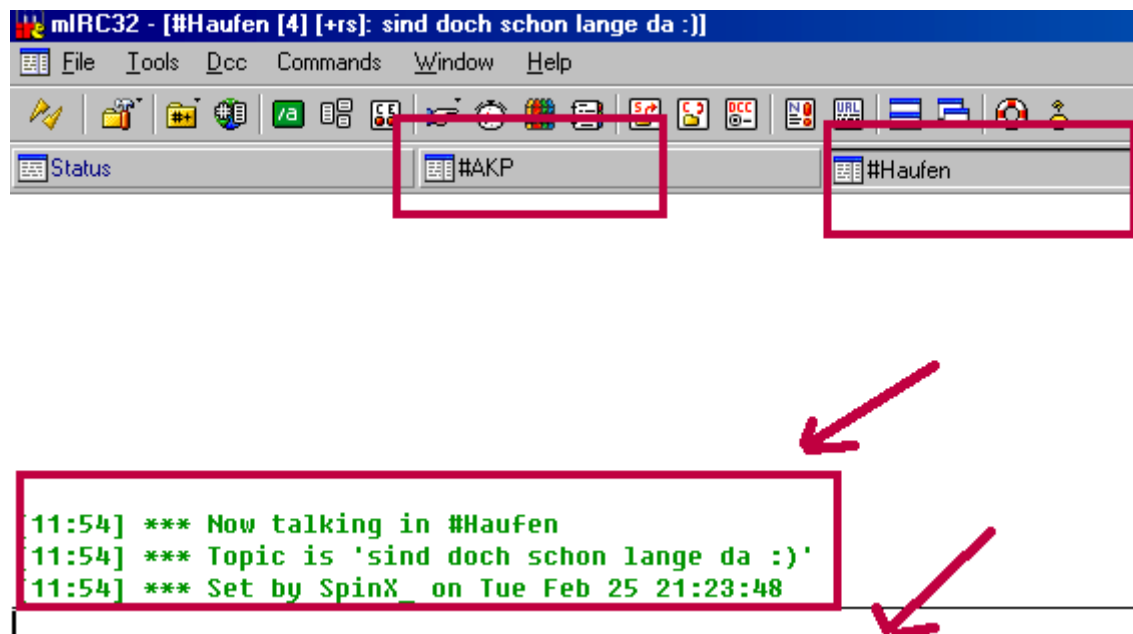 mIRC32 - [#Haufen [4] [+rs]: sind doch schon lange da :)]
File Tools Dcc Commands Window Help
Status #AKP #Haufen
[11:54] *** Now talking in #Haufen
[11:54] *** Topic is 'sind doch schon lange da :)'
[11:54] *** Set by SpinX_ on Tue Feb 25 21:23:48